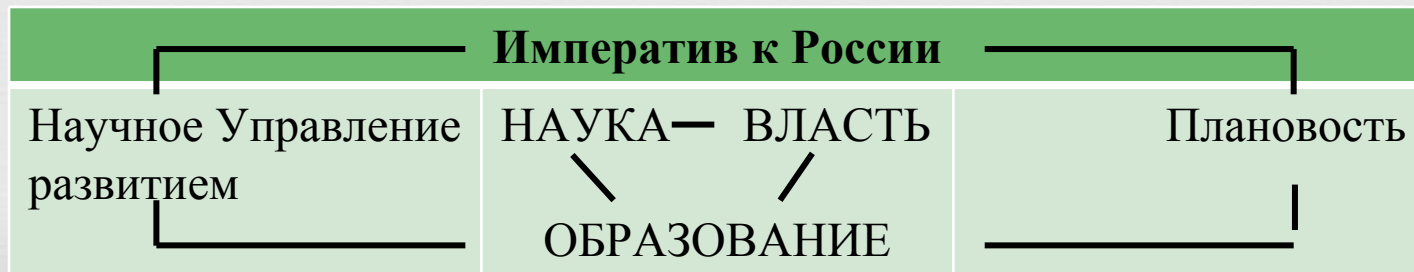 Императив к России
Научное Управление
развитием
НАУКА
ВЛАСТЬ
ОБРАЗОВАНИЕ
Плановость